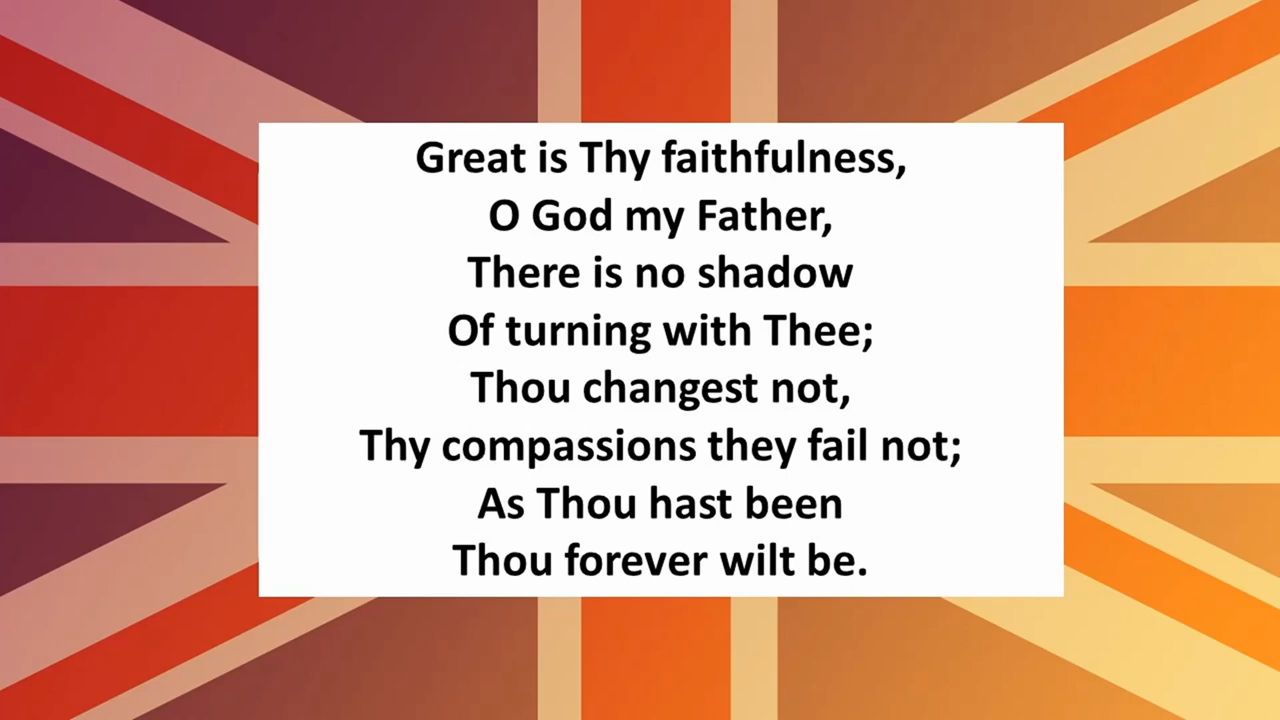 Great is Thy faithfulness,
O God my Father,
There is no shadow
Of turning with Thee;
Thou changest not,
Thy compassions they fail not;
As Thou hast been
Thou forever wilt be.